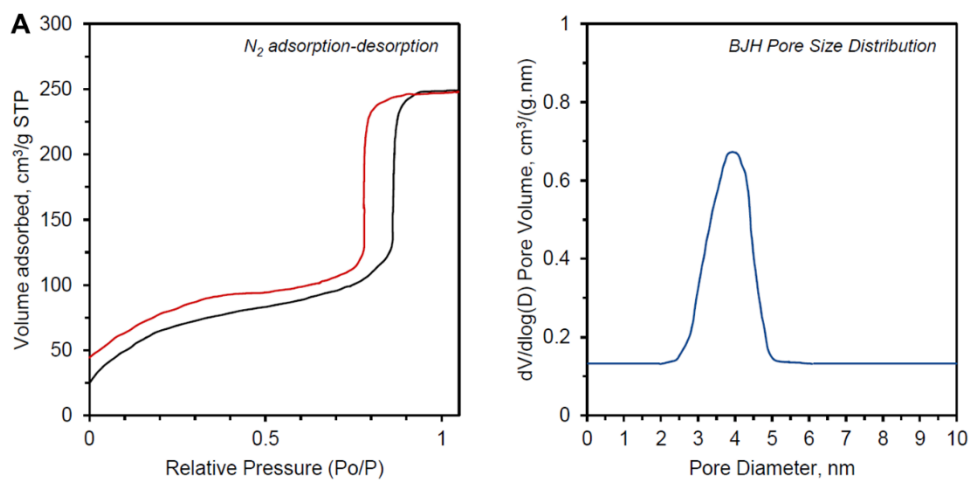 A
N₂ adsorption-desorption
Volume adsorbed, cm³/g STP
300
250
200
150
100
50
0
0
0.5
1
Relative Pressure (Po/P)
BJH Pore Size Distribution
dV/dlog(D) Pore Volume, cm³/(g.nm)
1
0.8
0.6
0.4
0.2
0
0 1 2 3 4 5 6 7 8 9 10
Pore Diameter, nm